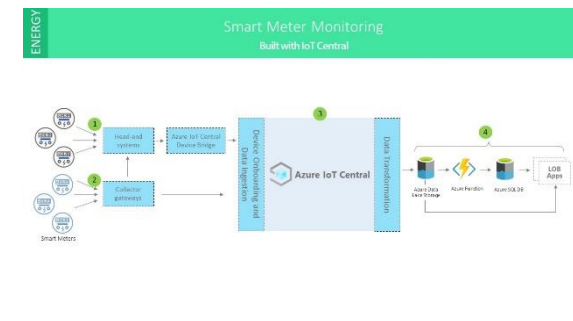 ENERGY
Smart Meter Monitoring
Built with IoT Central
1
Head-end
systems
Azure IoT Central
Device Bridge
2
Collector
gateways
Smart Meters
3
Device Onboarding and
Data Ingestion
Azure IoT Central
Data Transformation
4
Azure Data
Lake Storage
Azure Function
Azure SQL DB
LOB
Apps